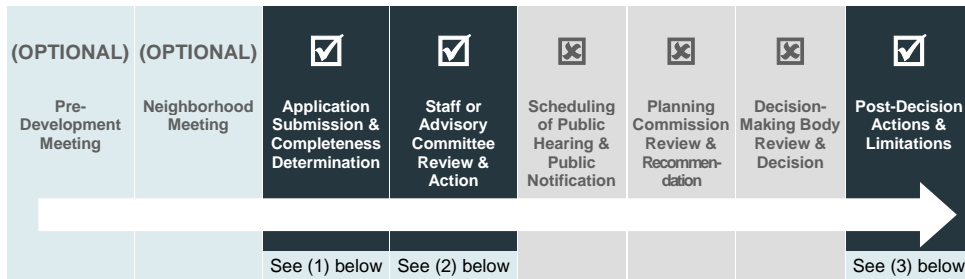 (OPTIONAL)
Pre-
Development
Meeting
(OPTIONAL)
Neighborhood
Meeting
Application
Submission &
Completeness
Determination
See (1) below
Staff or
Advisory
Committee
Review &
Action
See (2) below
Scheduling
of Public
Hearing &
Public
Notification
Planning
Commission
Review &
Recommen-
dation
Decision-
Making Body
Review &
Decision
Post-Decision
Actions &
Limitations
See (3) below